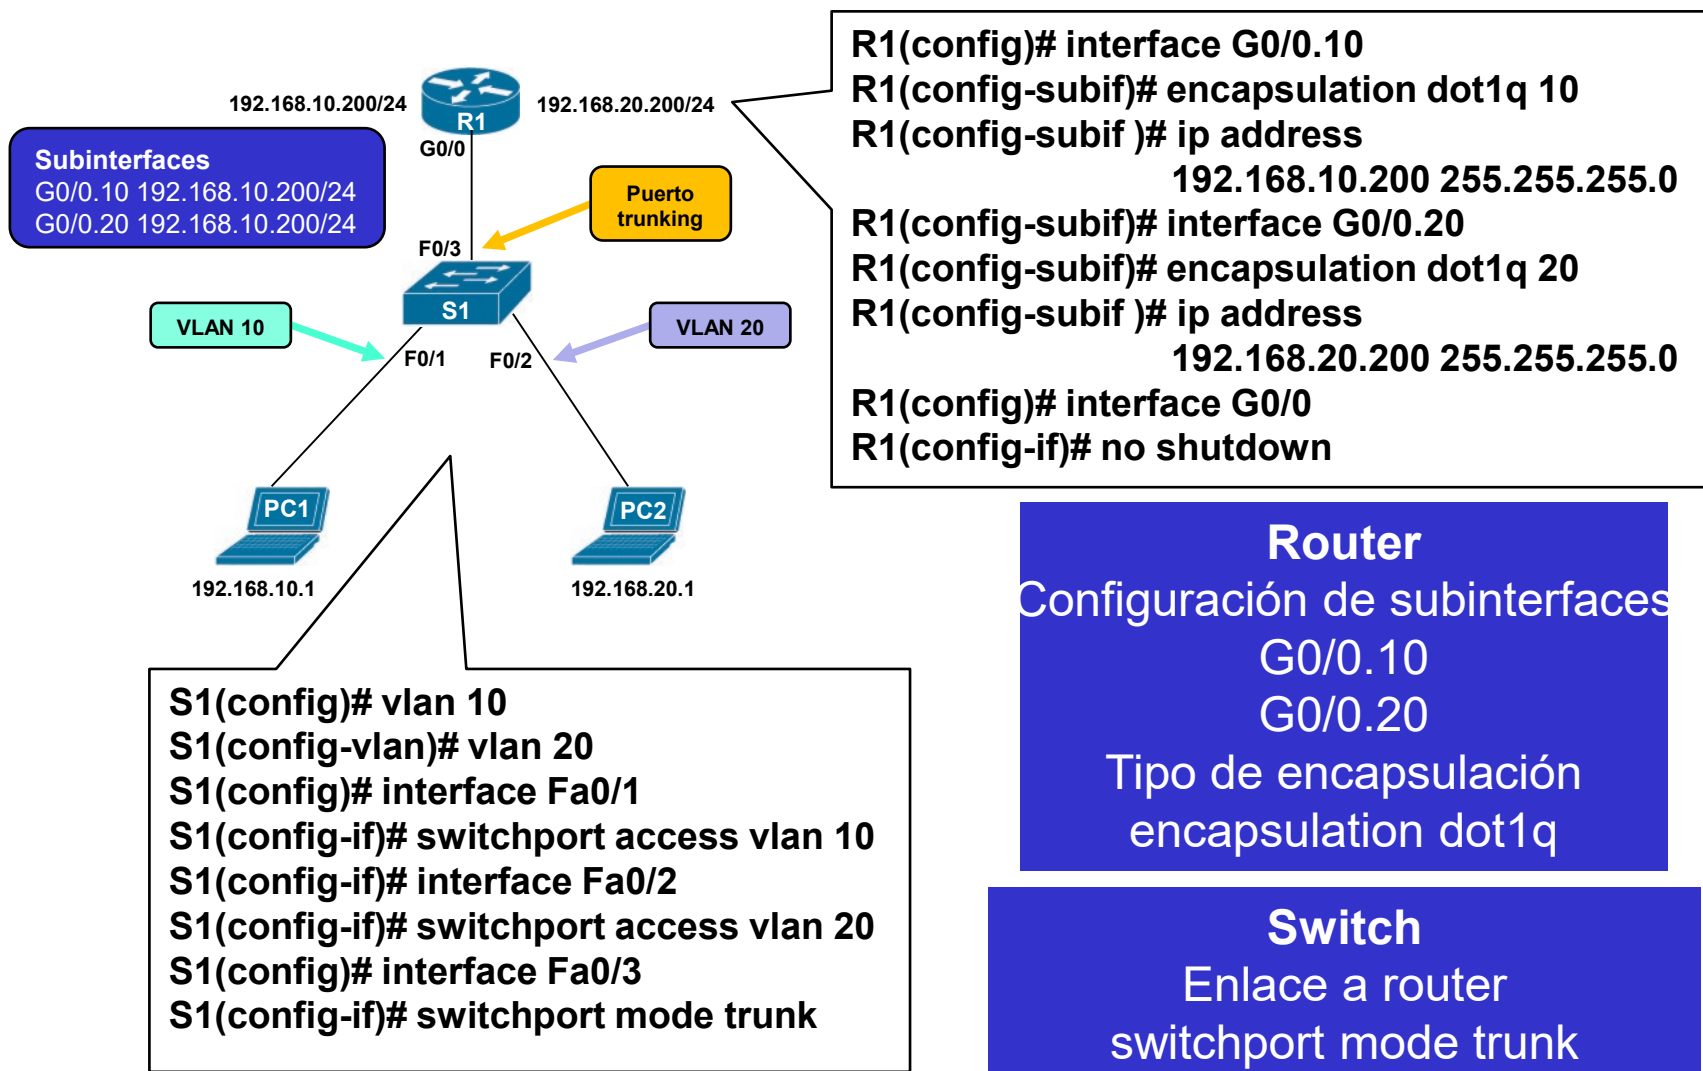 192.168.10.200/24
192.168.20.200/24
R1
G0/0
Subinterfaces
G0/0.10 192.168.10.200/24
G0/0.20 192.168.10.200/24
Puerto
trunking
F0/3
S1
VLAN 10
VLAN 20
F0/1
F0/2
PC1
PC2
192.168.10.1
192.168.20.1
R1(config)# interface G0/0.10
R1(config-subif)# encapsulation dot1q 10
R1(config-subif )# ip address
192.168.10.200 255.255.255.0
R1(config-subif)# interface G0/0.20
R1(config-subif)# encapsulation dot1q 20
R1(config-subif )# ip address
192.168.20.200 255.255.255.0
R1(config)# interface G0/0
R1(config-if)# no shutdown
S1(config)# vlan 10
S1(config-vlan)# vlan 20
S1(config)# interface Fa0/1
S1(config-if)# switchport access vlan 10
S1(config-if)# interface Fa0/2
S1(config-if)# switchport access vlan 20
S1(config)# interface Fa0/3
S1(config-if)# switchport mode trunk
Router
Configuración de subinterfaces
G0/0.10
G0/0.20
Tipo de encapsulación
encapsulation dot1q
Switch
Enlace a router
switchport mode trunk